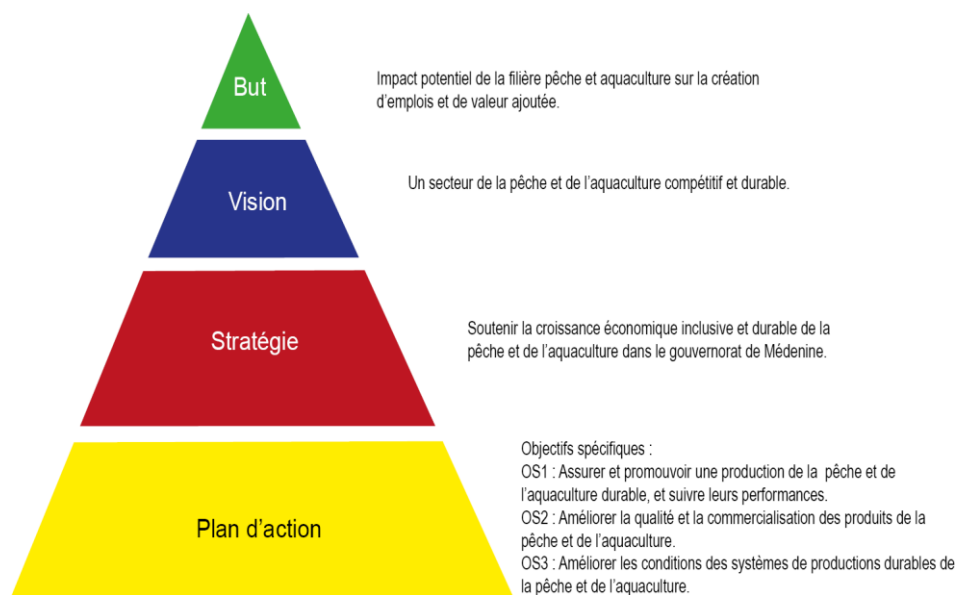 But
Impact potentiel de la filière pêche et aquaculture sur la création
d'emplois et de valeur ajoutée.
Vision
Un secteur de la pêche et de l'aquaculture compétitif et durable.
Stratégie
Soutenir la croissance économique inclusive et durable de la
pêche et de l'aquaculture dans le gouvernorat de Médenine.
Plan d'action
Objectifs spécifiques :
OS1 : Assurer et promouvoir une production de la pêche et de
l'aquaculture durable, et suivre leurs performances.
OS2 : Améliorer la qualité et la commercialisation des produits de la
pêche et de l'aquaculture.
OS3 : Améliorer les conditions des systèmes de productions durables de
la pêche et de l'aquaculture.